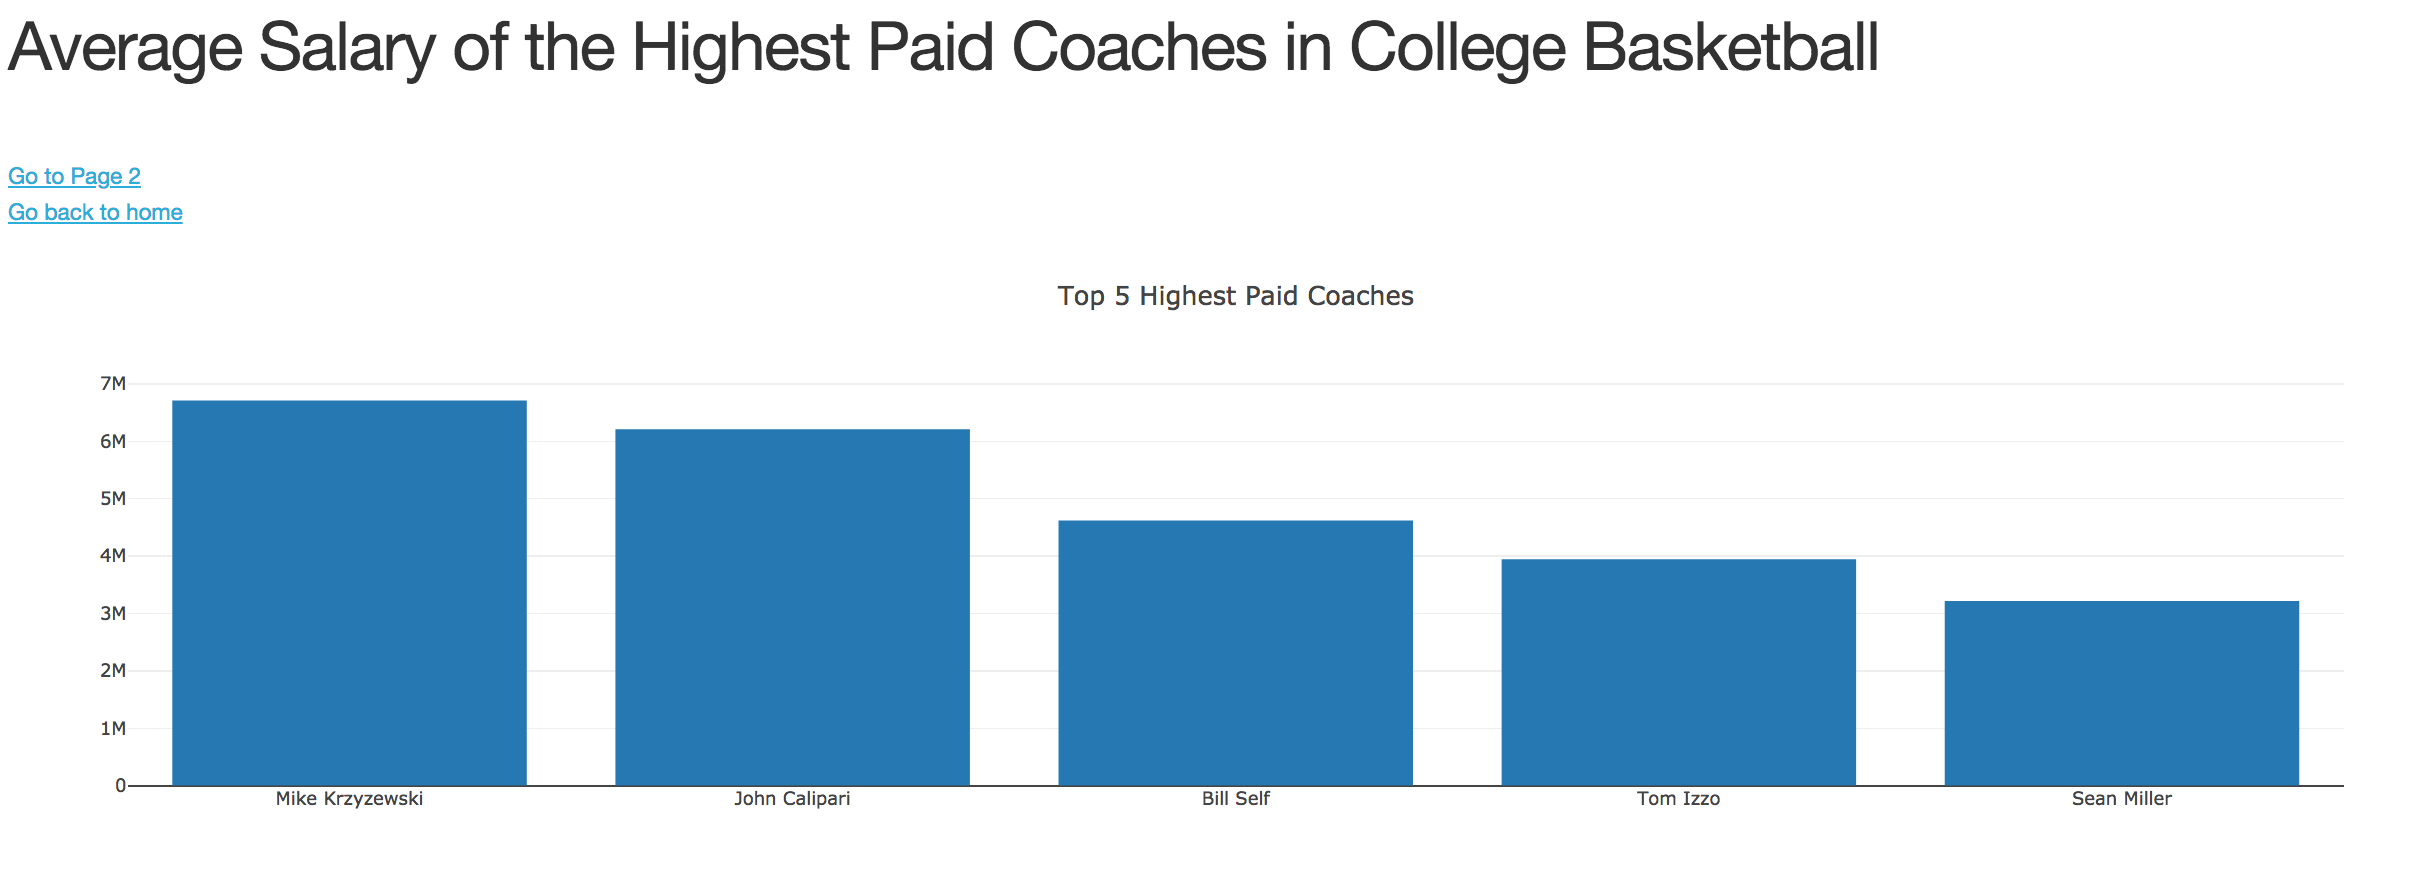 Average Salary of the Highest Paid Coaches in College Basketball
Go to Page 2
Go back to home
Top 5 Highest Paid Coaches
7M
6M
5M
4M
3M
2M
1M
0
Mike Krzyzewski
John Calipari
Bill Self
Tom Izzo
Sean Miller